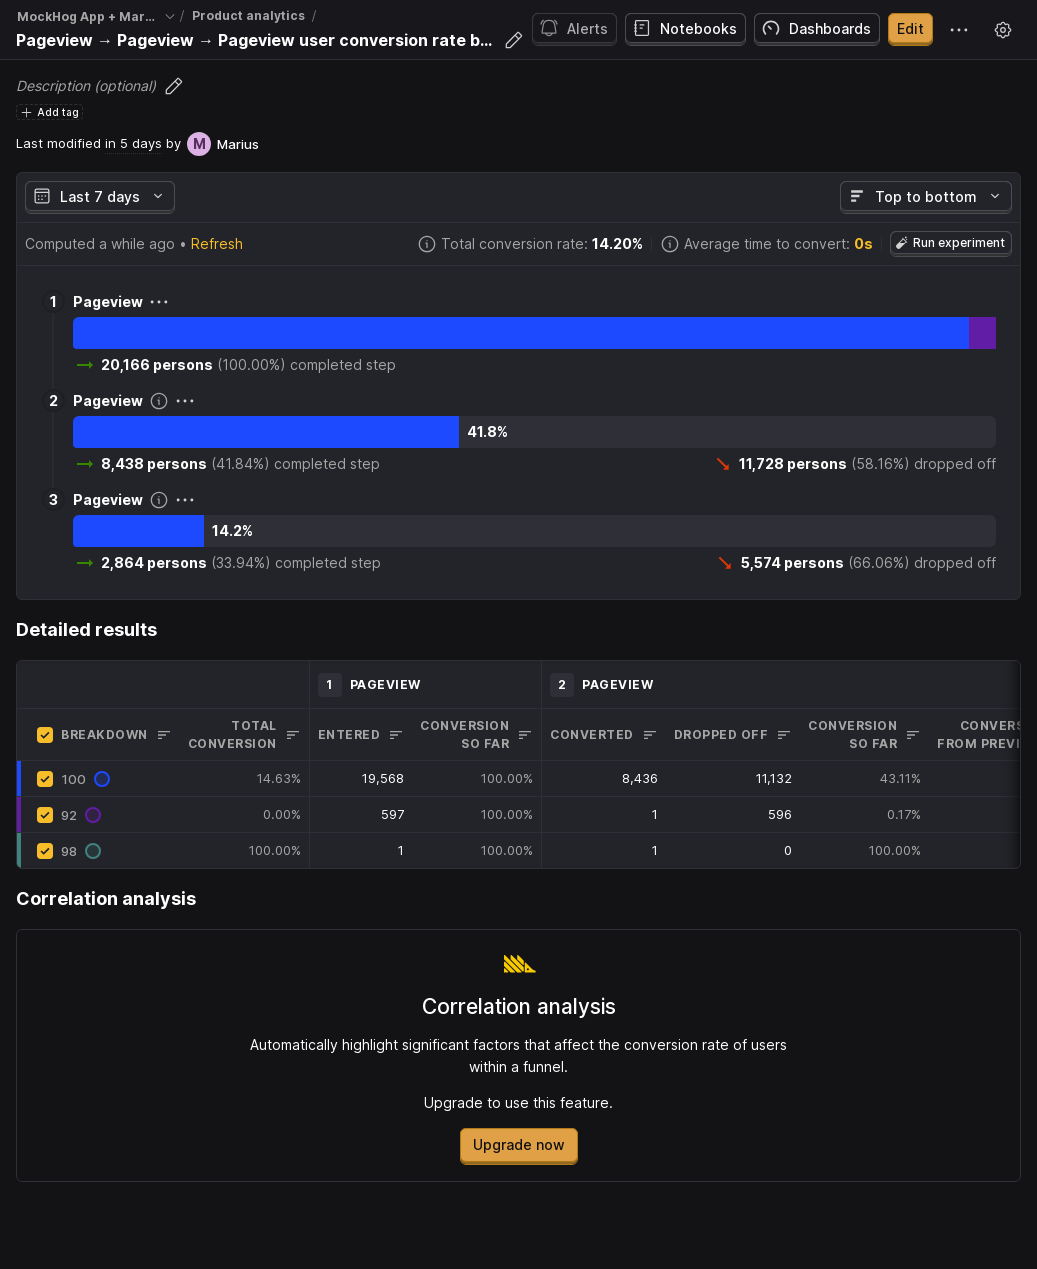 MockHog App + Mar... / Product analytics /
Pageview → Pageview → Pageview user conversion rate b...
Alerts
Notebooks
Dashboards
Edit
Description (optional)
Add tag
Last modified in 5 days by M Marius
Last 7 days
Top to bottom
Computed a while ago • Refresh
Total conversion rate: 14.20%
Average time to convert: 0s
Run experiment
1 Pageview
20,166 persons (100.00%) completed step
2 Pageview
41.8%
8,438 persons (41.84%) completed step
11,728 persons (58.16%) dropped off
3 Pageview
14.2%
2,864 persons (33.94%) completed step
5,574 persons (66.06%) dropped off
Detailed results
1 PAGEVIEW 2 PAGEVIEW
BREAKDOWN
TOTAL
CONVERSION
ENTERED
CONVERSION
SO FAR
CONVERTED
DROPPED OFF
CONVERSION
SO FAR
CONVERS
FROM PREVI
100 14.63% 19,568 100.00% 8,436 11,132 43.11%
92 0.00% 597 100.00% 1 596 0.17%
98 100.00% 1 100.00% 1 0 100.00%
Correlation analysis
Correlation analysis
Automatically highlight significant factors that affect the conversion rate of users
within a funnel.
Upgrade to use this feature.
Upgrade now